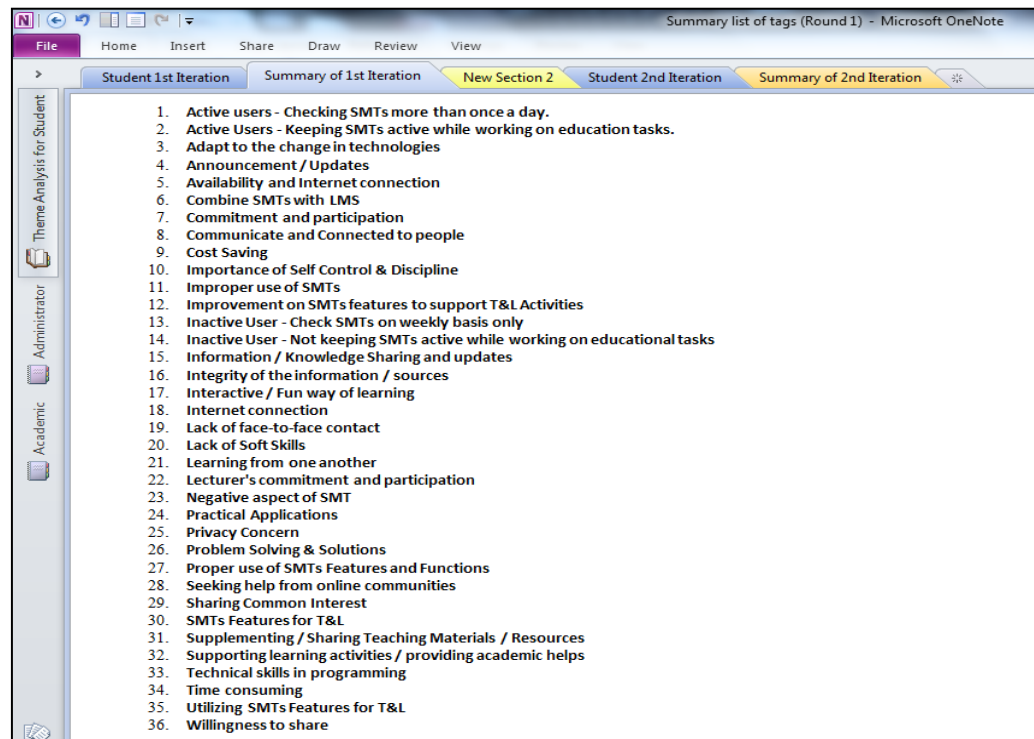 Summary list of tags (Round 1) - Microsoft OneNote
File Home Insert Share Draw Review View
Student 1st Iteration Summary of 1st Iteration New Section 2 Student 2nd Iteration Summary of 2nd Iteration
Theme Analysis for Student
Administrator
Academic
1. Active users - Checking SMTs more than once a day.
2. Active Users - Keeping SMTs active while working on education tasks.
3. Adapt to the change in technologies
4. Announcement / Updates
5. Availability and Internet connection
6. Combine SMTs with LMS
7. Commitment and participation
8. Communicate and Connected to people
9. Cost Saving
10. Importance of Self Control & Discipline
11. Improper use of SMTs
12. Improvement on SMTs features to support T&L Activities
13. Inactive User - Check SMTs on weekly basis only
14. Inactive User - Not keeping SMTs active while working on educational tasks
15. Information / Knowledge Sharing and updates
16. Integrity of the information / sources
17. Interactive / Fun way of learning
18. Internet connection
19. Lack of face-to-face contact
20. Lack of Soft Skills
21. Learning from one another
22. Lecturer's commitment and participation
23. Negative aspect of SMT
24. Practical Applications
25. Privacy Concern
26. Problem Solving & Solutions
27. Proper use of SMTs Features and Functions
28. Seeking help from online communities
29. Sharing Common Interest
30. SMTs Features for T&L
31. Supplementing / Sharing Teaching Materials / Resources
32. Supporting learning activities / providing academic helps
33. Technical skills in programming
34. Time consuming
35. Utilizing SMTs Features for T&L
36. Willingness to share